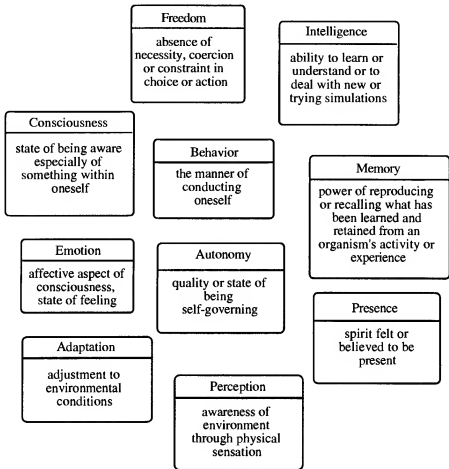 Freedom
absence of
necessity, coercion
or constraint in
choice or action
Intelligence
ability to learn or
understand or to
deal with new or
trying simulations
Consciousness
state of being aware
especially of
something within
oneself
Behavior
the manner of
conducting
oneself
Memory
power of reproducing
or recalling what has
been learned and
retained from an
organism's activity or
experience
Emotion
affective aspect of
consciousness,
state of feeling
Autonomy
quality or state of
being
self-governing
Presence
spirit felt or
believed to be
present
Adaptation
adjustment to
environmental
conditions
Perception
awareness of
environment
through physical
sensation